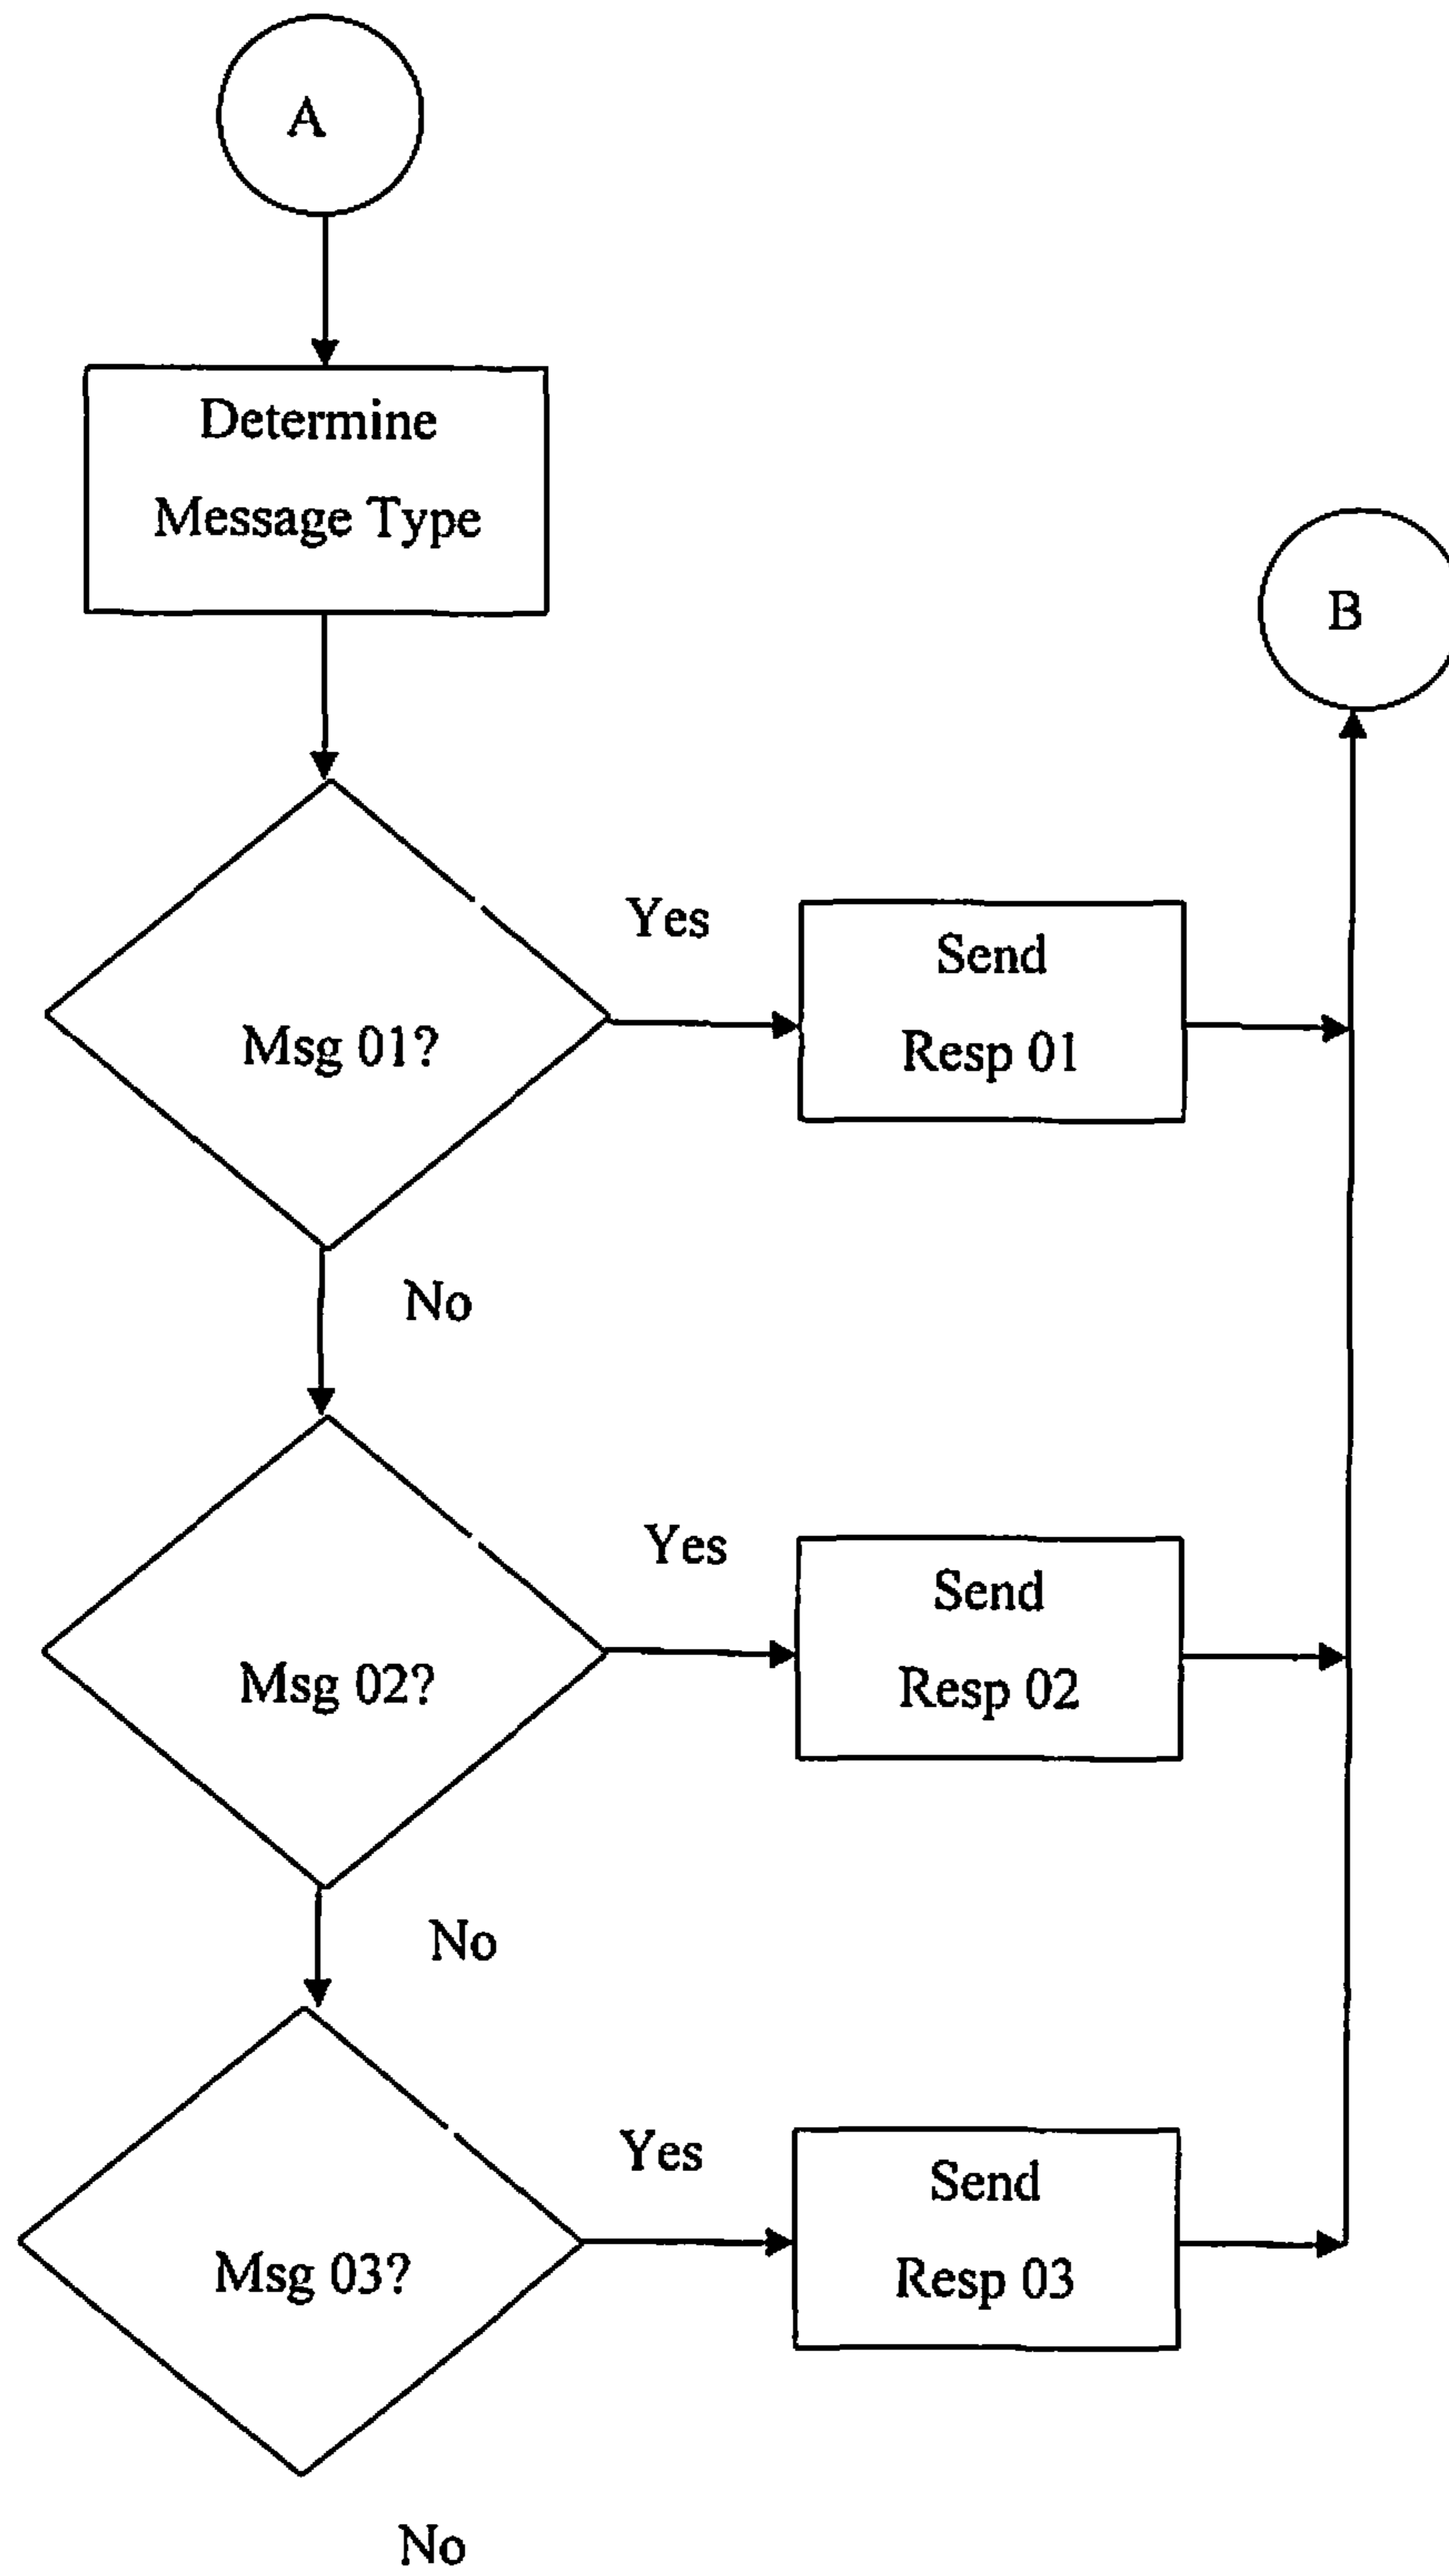 A
Determine
Message Type
B
Msg 01?
Yes
Send
Resp 01
No
Msg 02?
Yes
Send
Resp 02
No
Msg 03?
Yes
Send
Resp 03
No